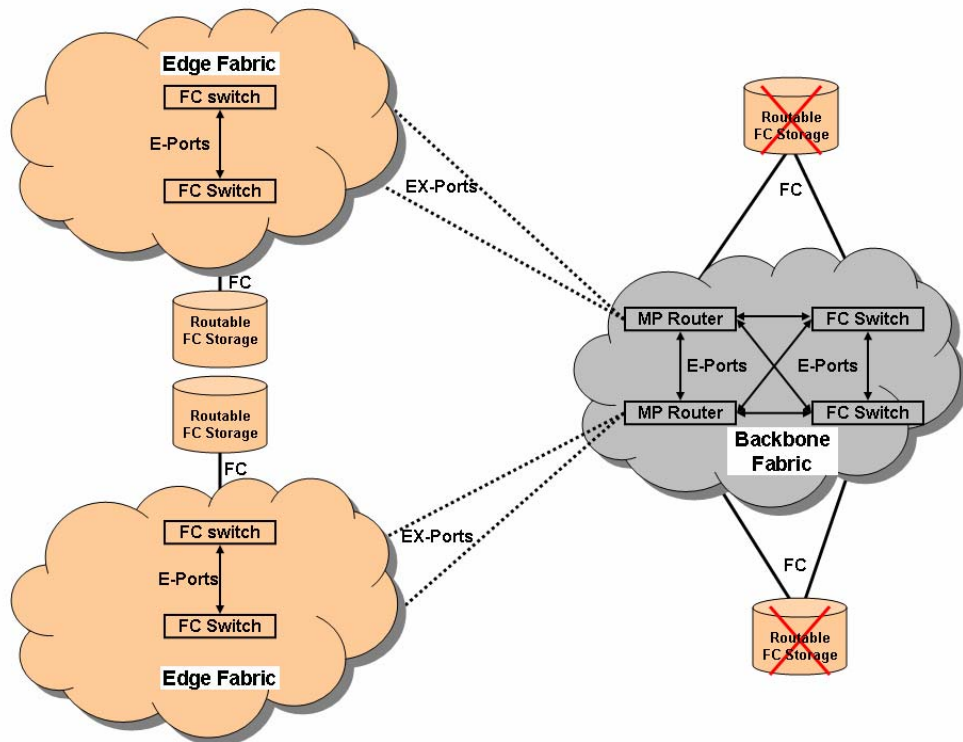 Edge Fabric
FC switch
E-Ports
FC Switch
FC
Routable
FC Storage
Routable
FC Storage
FC
FC switch
E-Ports
FC Switch
Edge Fabric
EX-Ports
EX-Ports
Routable
FC Storage
FC
MP Router
FC Switch
E-Ports
E-Ports
MP Router
FC Switch
Backbone
Fabric
FC
Routable
FC Storage